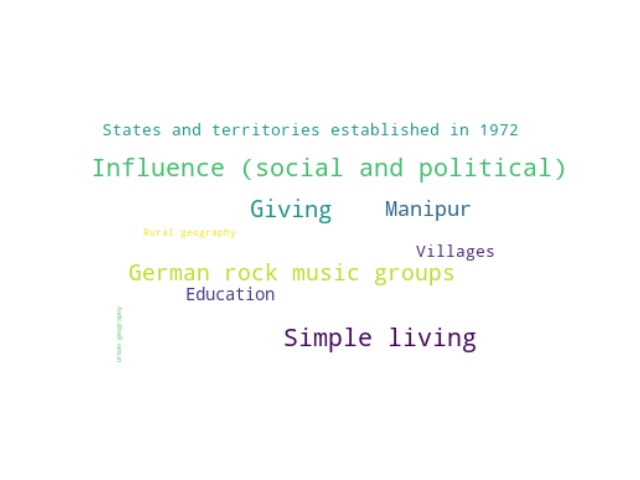 States and territories established in 1972
Influence (social and political)
Giving
Manipur
Rural geography
Villages
German rock music groups
Education
urban geography
Simple living